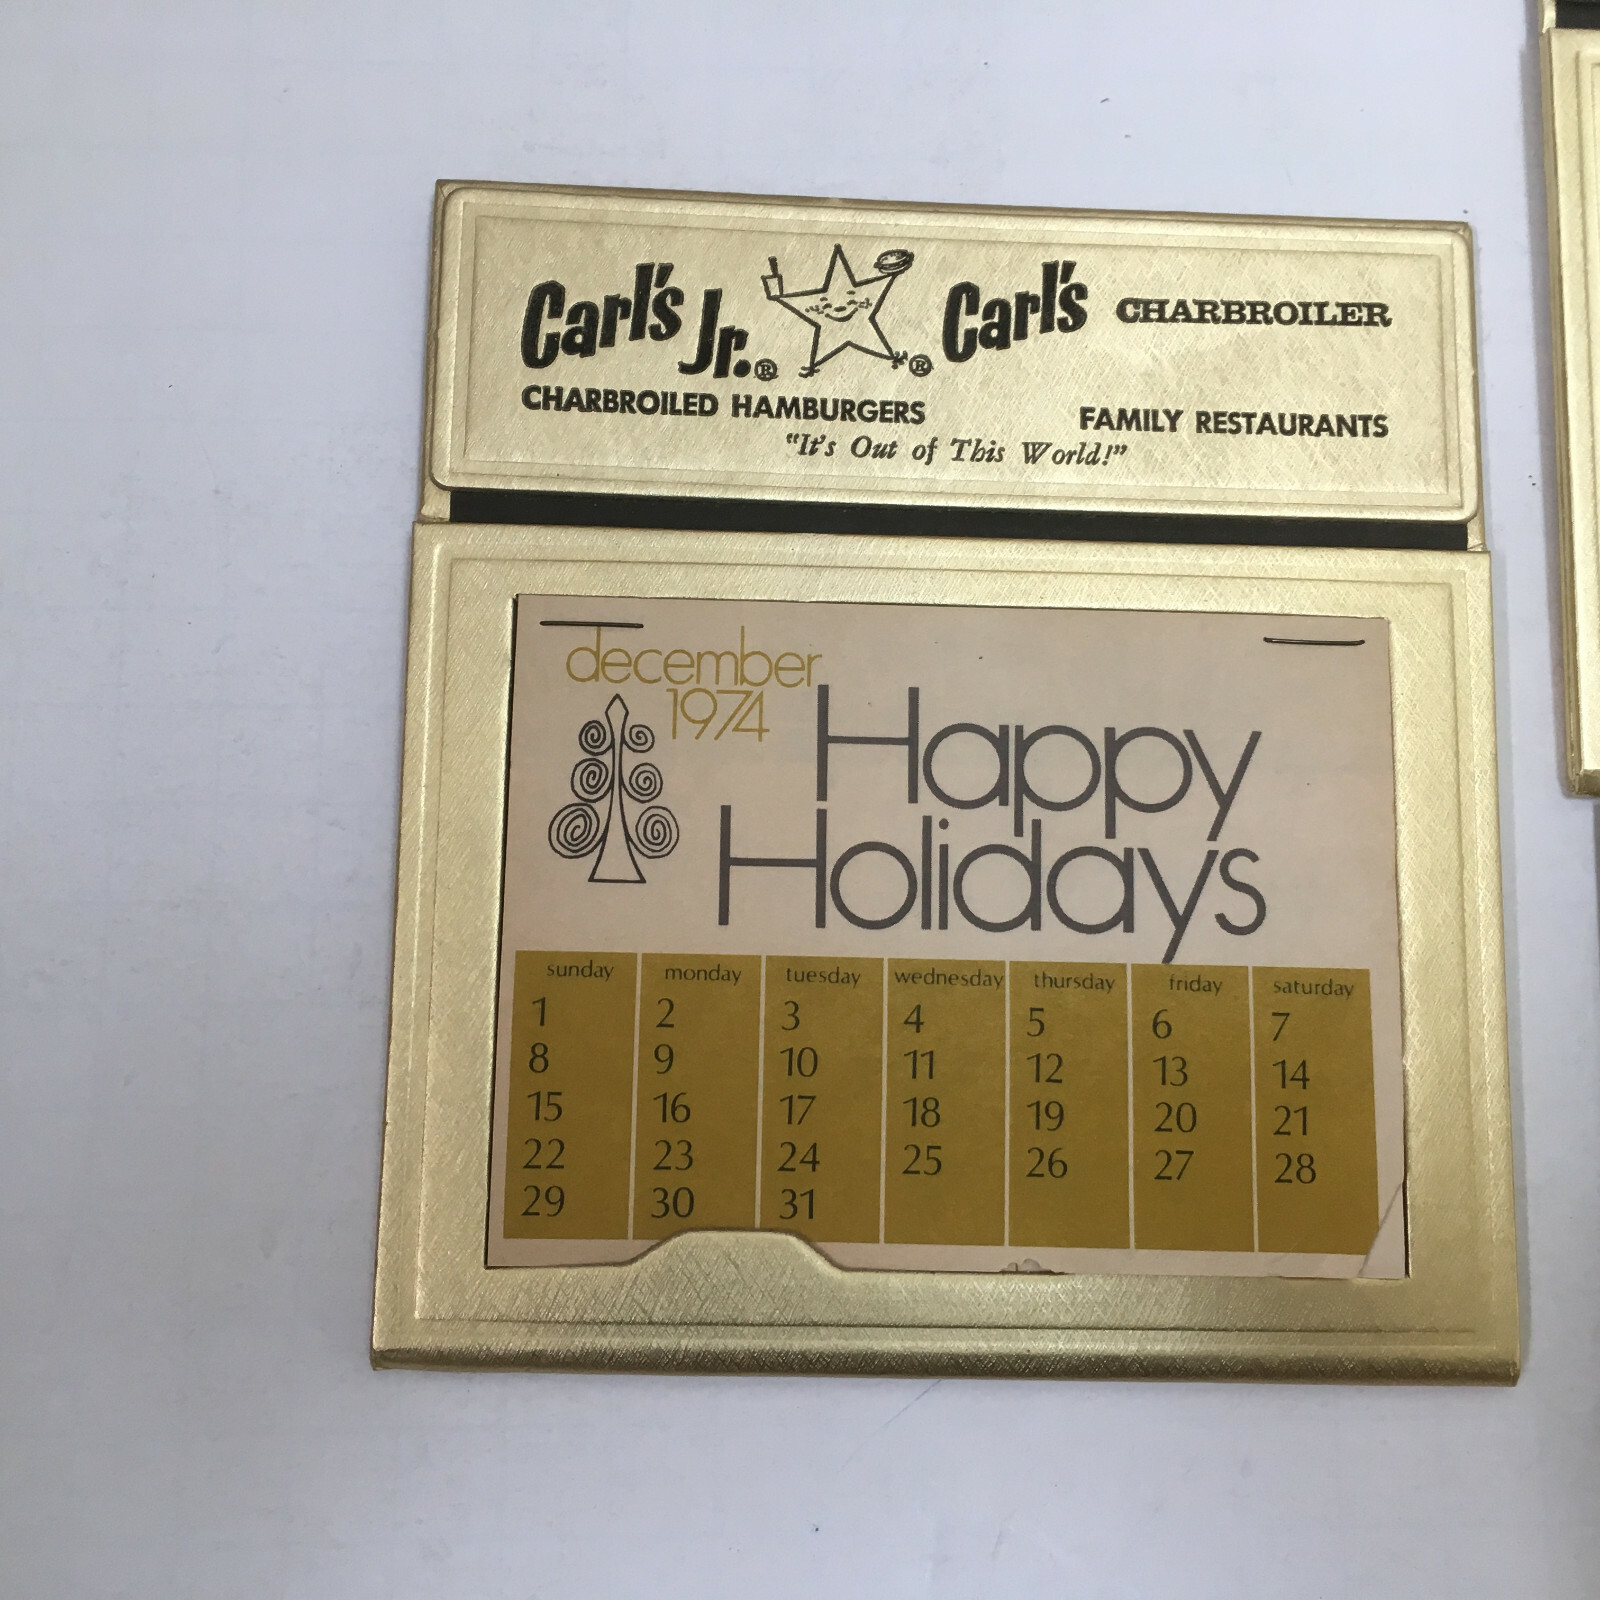 Carl's Jr.® ® Carl's CHARBROILER
CHARBROILED HAMBURGERS FAMILY RESTAURANTS
"It's Out of This World!"
december
1974
Happy
Holidays
sunday monday tuesday wednesday thursday friday saturday
1 2 3 4 5 6 7
8 9 10 11 12 13 14
15 16 17 18 19 20 21
22 23 24 25 26 27 28
29 30 31